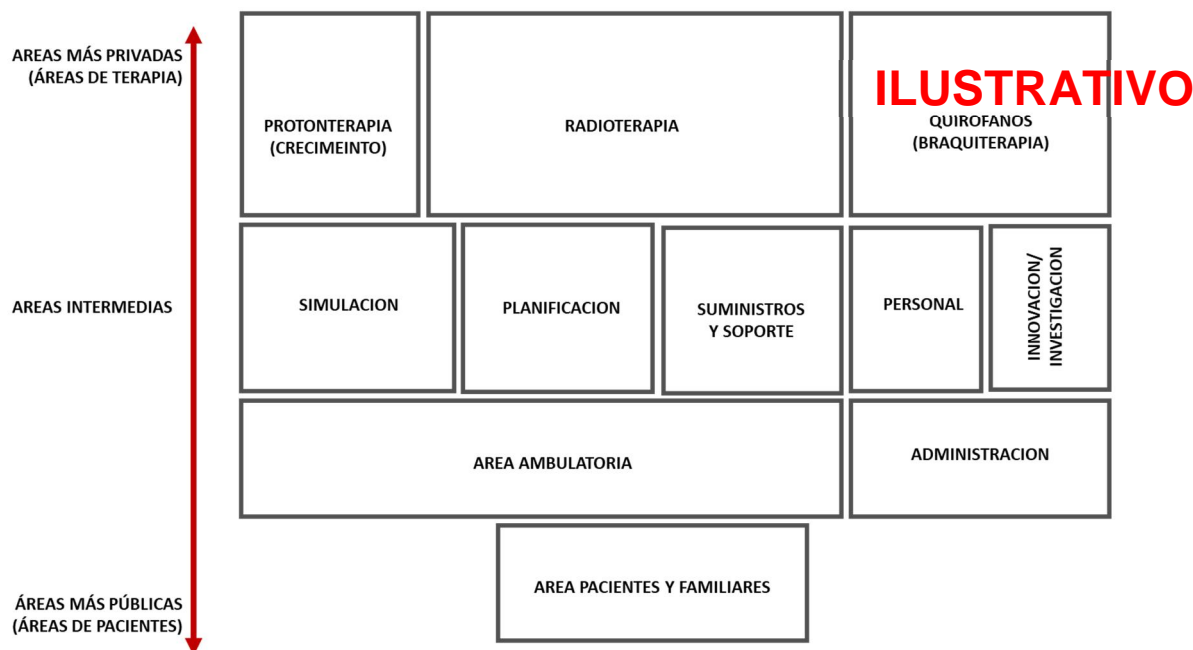 AREAS MÁS PRIVADAS
(ÁREAS DE TERAPIA)
ILUSTRATIVO
PROTONTERAPIA
(CRECIMEINTO)
RADIOTERAPIA
QUIROFANOS
(BRAQUITERAPIA)
AREAS INTERMEDIAS
SIMULACION
PLANIFICACION
SUMINISTROS
Y SOPORTE
PERSONAL
INNOVACION/
INVESTIGACION
AREA AMBULATORIA
ADMINISTRACION
AREA PACIENTES Y FAMILIARES
ÁREAS MÁS PÚBLICAS
(ÁREAS DE PACIENTES)